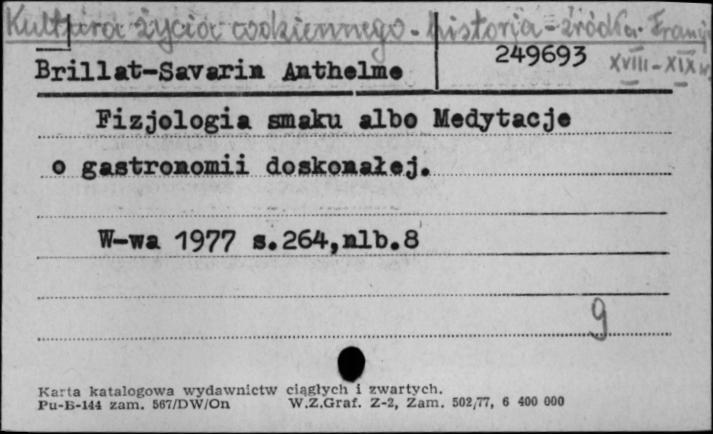 Kultura życia codziennego - historja - źródła. Francja
249693 XVIII-XIX w.
Brillat-Savarin Anthelme
Fizjologia smaku albo Medytacje
o gastronomii doskonałej.
W-wa 1977 s.264,nlb.8
9
Karta katalogowa wydawnictw ciągłych i zwartych.
Pu-B-144 zam. 567/DW/On W.Z.Graf. Z-2, Zam. 502/77, 6 400 000